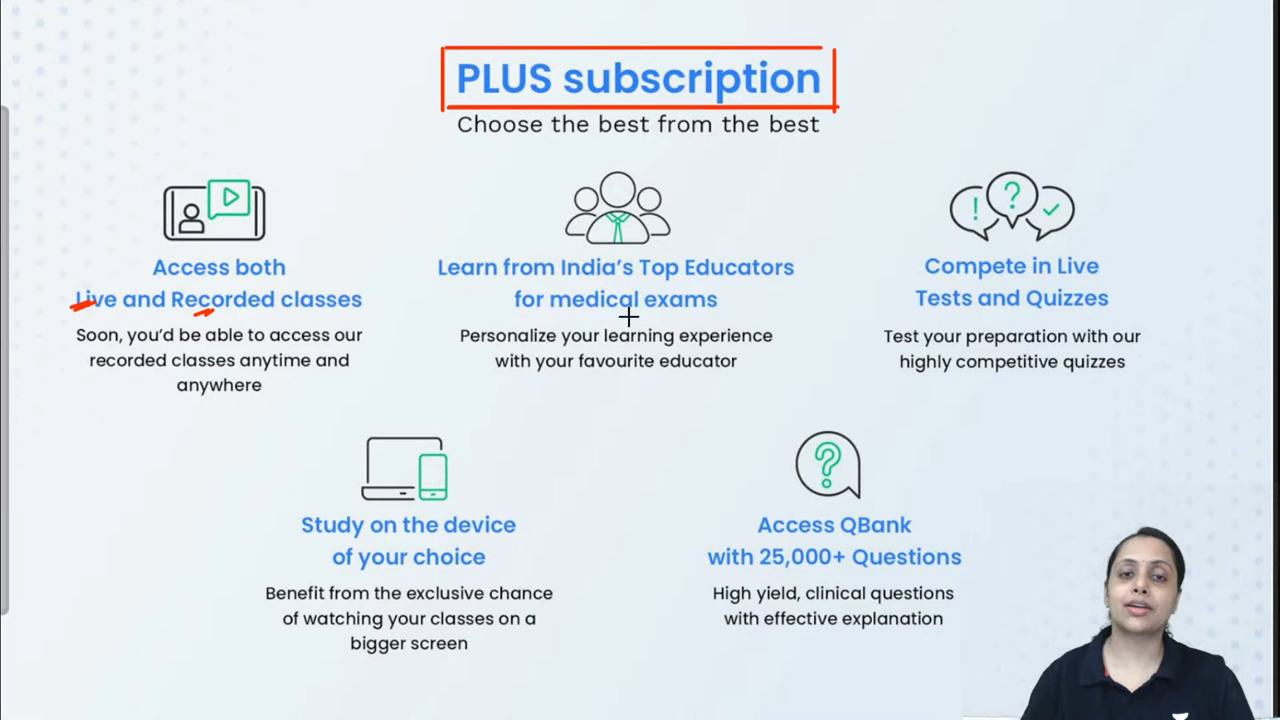 PLUS subscription
Choose the best from the best
Access both
Live and Recorded classes
Soon, you'd be able to access our
recorded classes anytime and
anywhere
Learn from India's Top Educators
for medical exams
Personalize your learning experience
with your favourite educator
Compete in Live
Tests and Quizzes
Test your preparation with our
highly competitive quizzes
Study on the device
of your choice
Benefit from the exclusive chance
of watching your classes on a
bigger screen
Access QBank
with 25,000+ Questions
High yield, clinical questions
with effective explanation